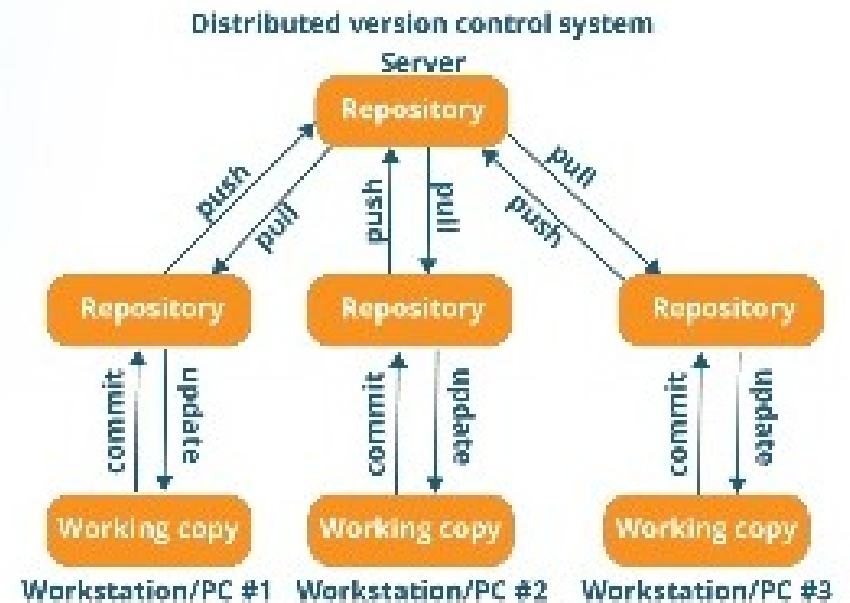 Distributed version control system
Server
Repository
push
pull
push
pull
push
pull
Repository
Repository
Repository
commit
update
commit
update
commit
update
Working copy
Working copy
Working copy
Workstation/PC #1
Workstation/PC #2
Workstation/PC #3